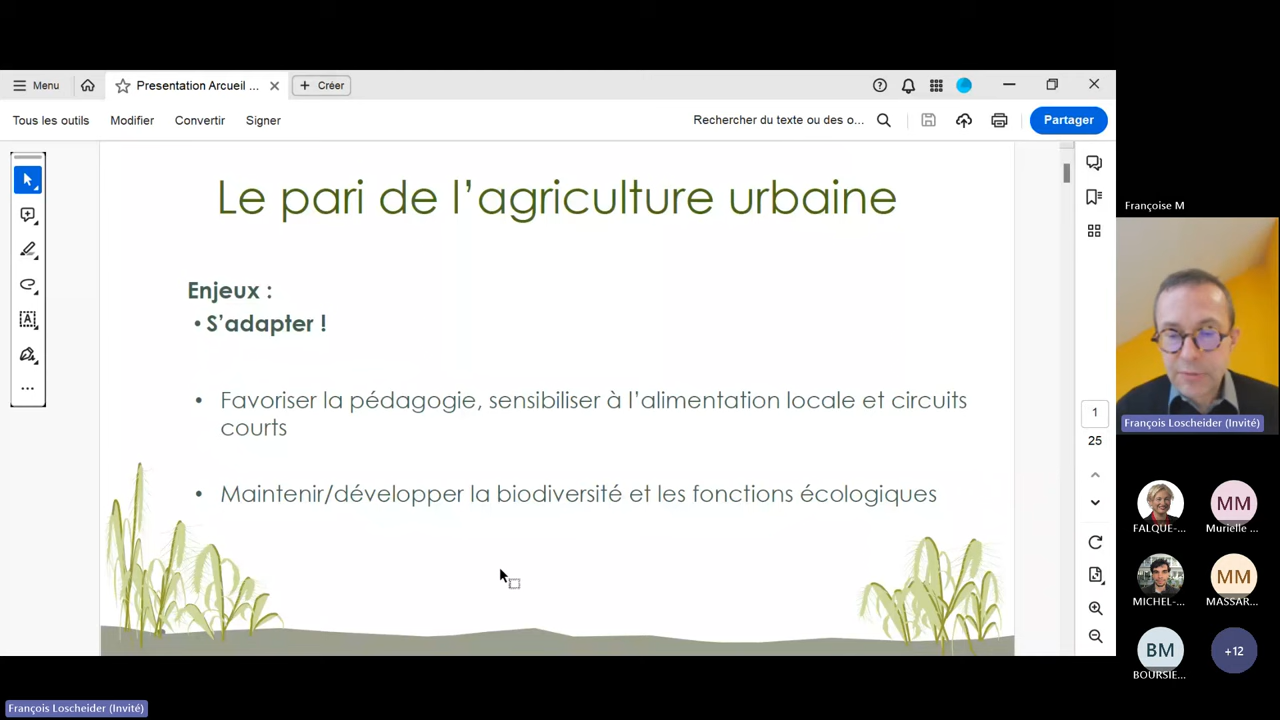 Menu
Presentation Arcueil ...
Créer
Tous les outils
Modifier
Convertir
Signer
Rechercher du texte ou des o...
Partager
Le pari de l’agriculture urbaine
Enjeux :
• S’adapter !
• Favoriser la pédagogie, sensibiliser à l’alimentation locale et circuits
courts
• Maintenir/développer la biodiversité et les fonctions écologiques
1
25
Françoise M
François Loscheider (Invité)
MM
FALQUE-...
Murielle ...
MM
MICHEL-...
MASSAR...
BM
+12
BOURSIE...
François Loscheider (Invité)